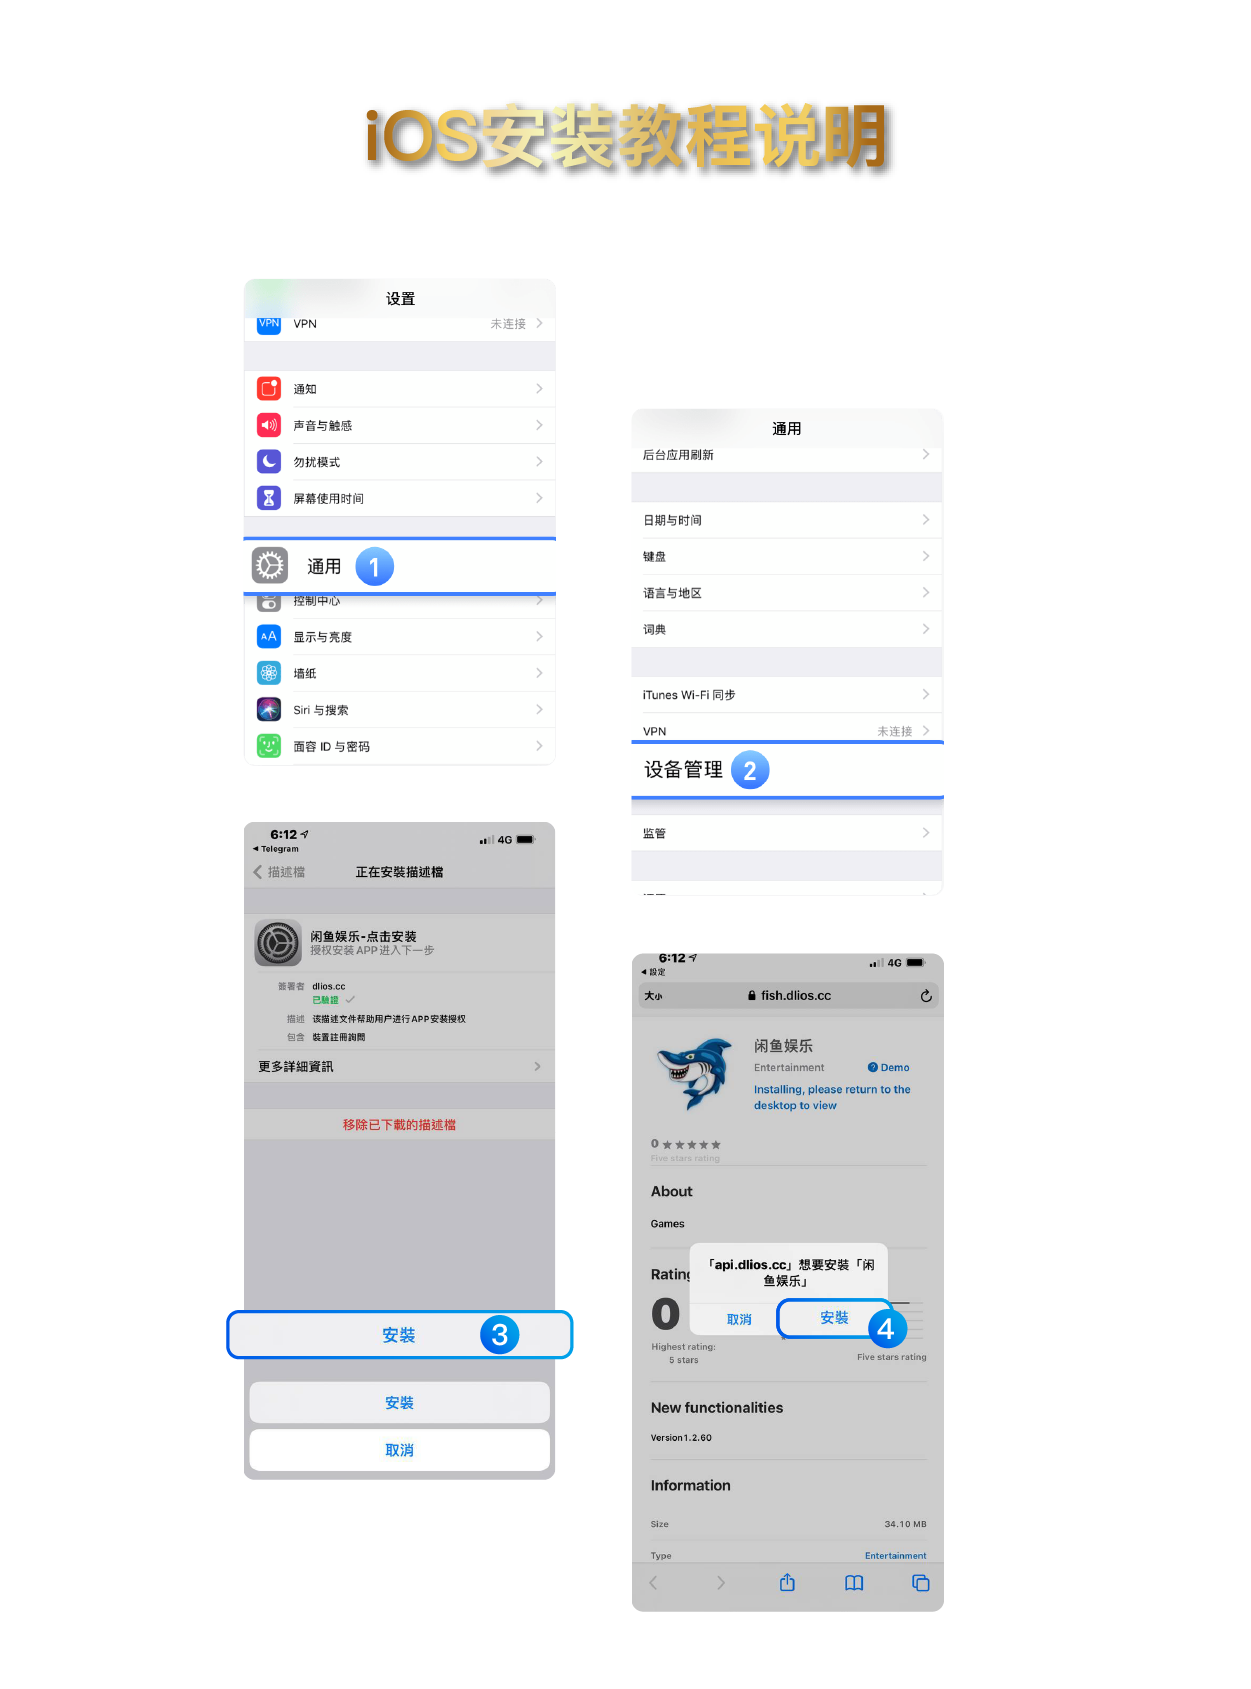 iOS安装教程说明
设置
VPN 未连接
通知
声音与触感
勿扰模式
屏幕使用时间
通用 1
控制中心
AA 显示与亮度
墙纸
Siri 与搜索
面容 ID 与密码
通用
后台应用刷新
日期与时间
键盘
语言与地区
词典
iTunes Wi-Fi 同步
VPN 未连接
设备管理 2
监管
6:12 4G
Telegram
描述檔 正在安裝描述檔
闲鱼娱乐-点击安装
授权安装APP进入下一步
簽署者 dlios.cc
已驗證
描述 该描述文件帮助用户进行APP安装授权
包含 裝置註冊詢問
更多詳細資訊
移除已下載的描述檔
安裝 3
安裝
取消
6:12 4G
設定
大小 fish.dlios.cc
闲鱼娱乐
Entertainment ? Demo
Installing, please return to the
desktop to view
0 ★★★★★
Five stars rating
About
Games
「api.dlios.cc」想要安裝「闲
鱼娱乐」
取消 安裝 4
Rating
0
Highest rating:
5 stars
Five stars rating
New functionalities
Version1.2.60
Information
Size 34.10 MB
Type Entertainment